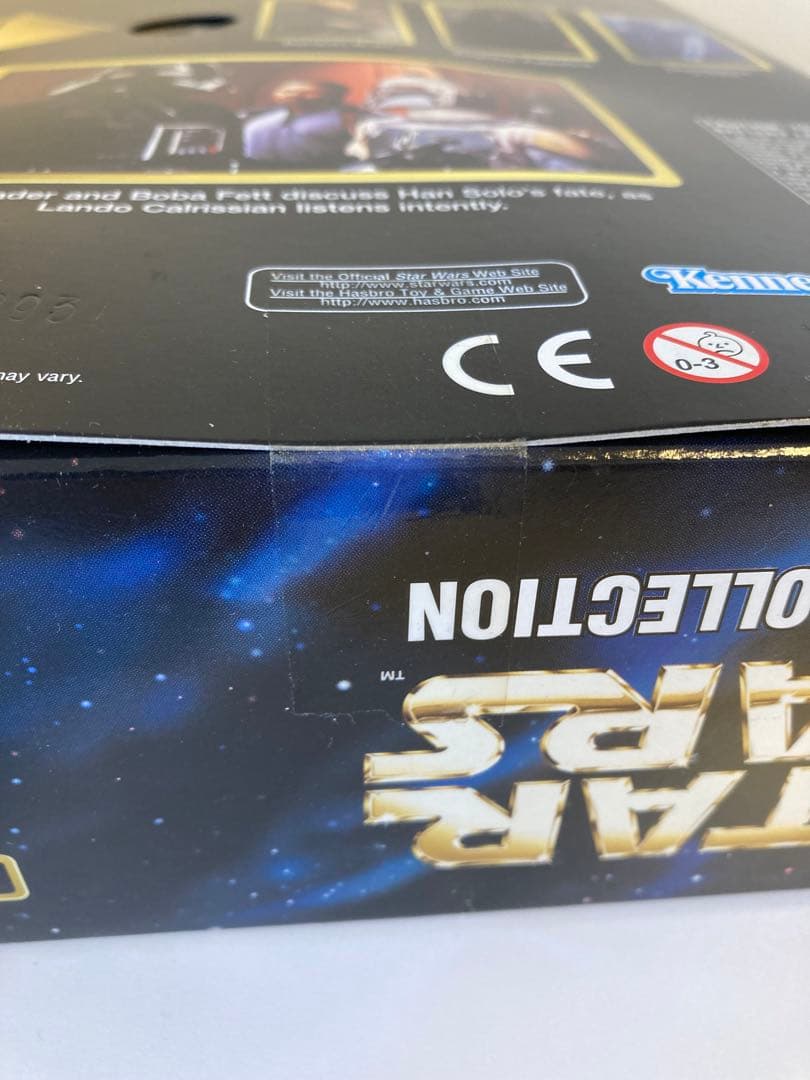 ader and Boba Fett discuss Han Solo's fate, as
Lando Calrissian listens intently.
Visit the Official Star Wars Web Site
http://www.starwars.com
Visit the Hasbro Toy & Game Web Site
http://www.hasbro.com
Kenne
CE
0-3
may vary.
OLLECTION
TM
ARS
TAR